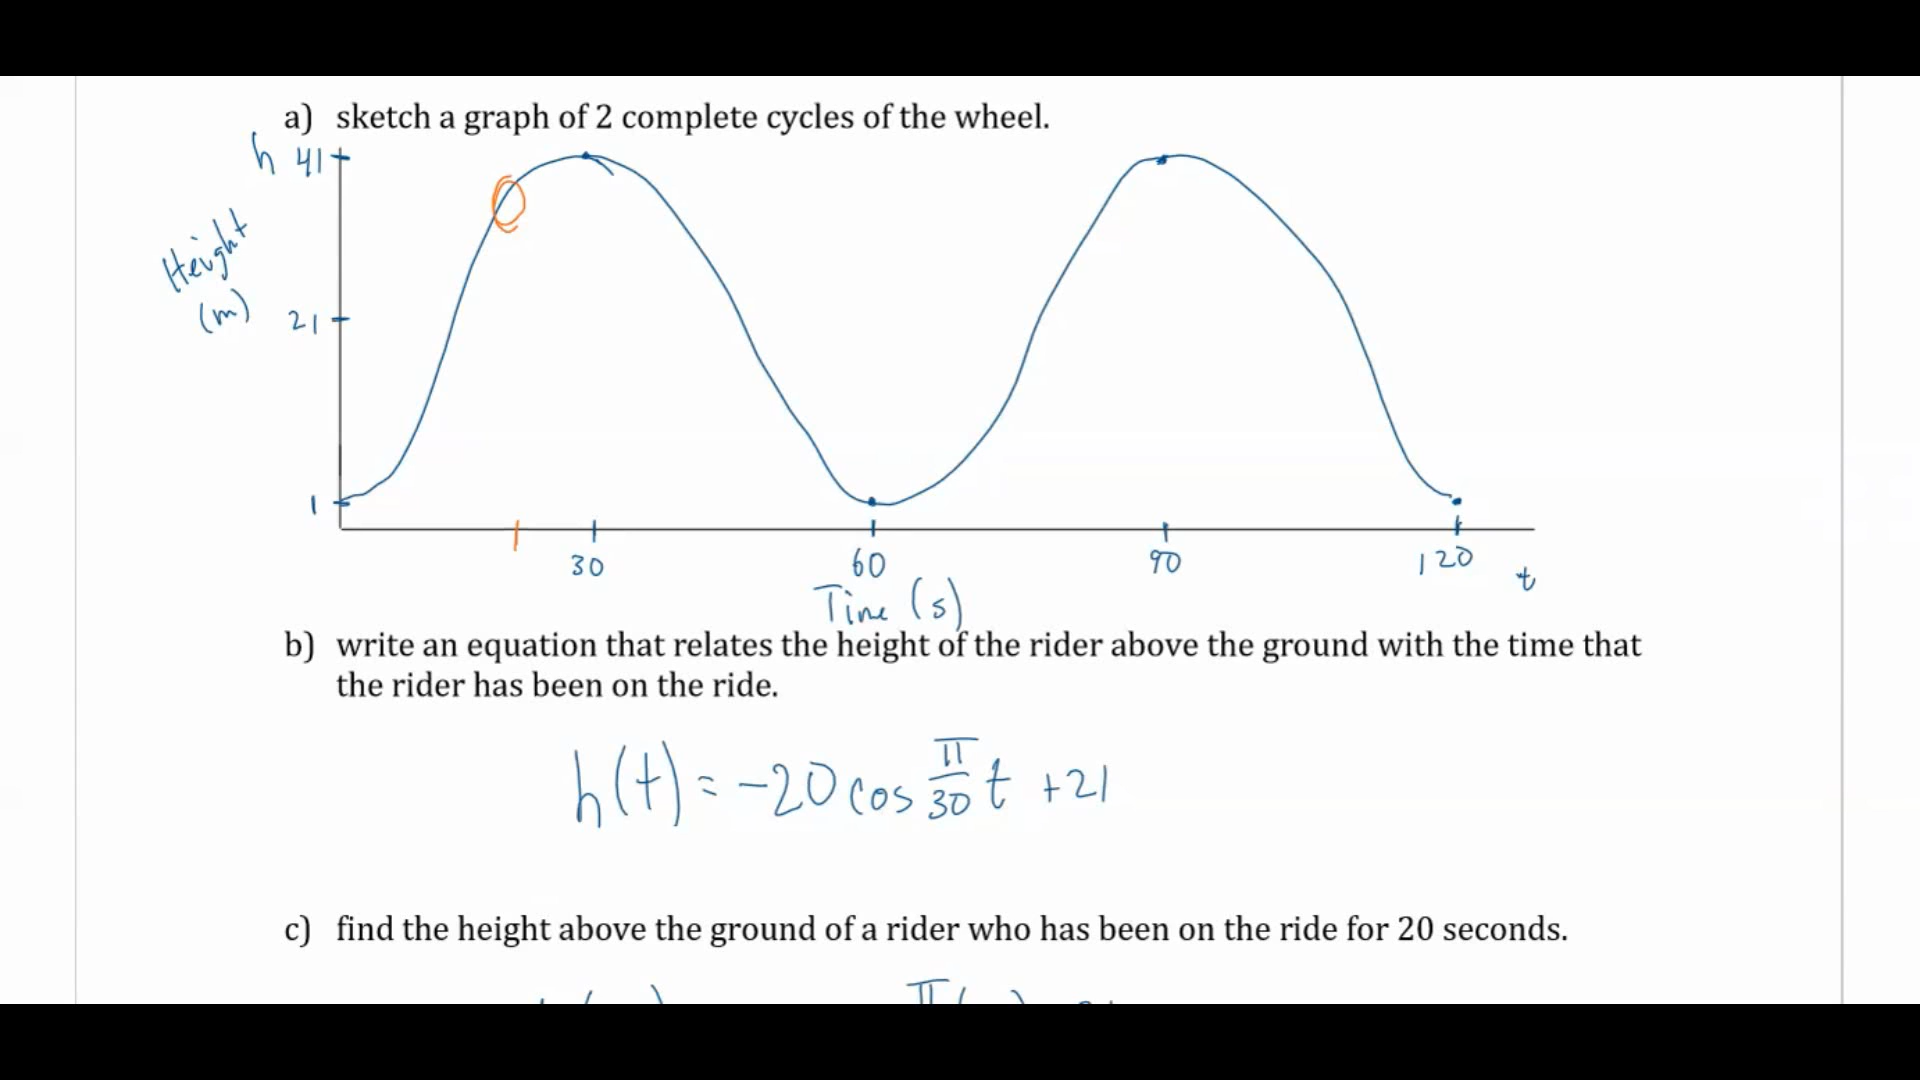 a) sketch a graph of 2 complete cycles of the wheel.
h 41
Height
(m)
21
1
30 60 90 120 t
Time (s)
b) write an equation that relates the height of the rider above the ground with the time that
the rider has been on the ride.
h(t) = -20 cos π/30 t + 21
c) find the height above the ground of a rider who has been on the ride for 20 seconds.